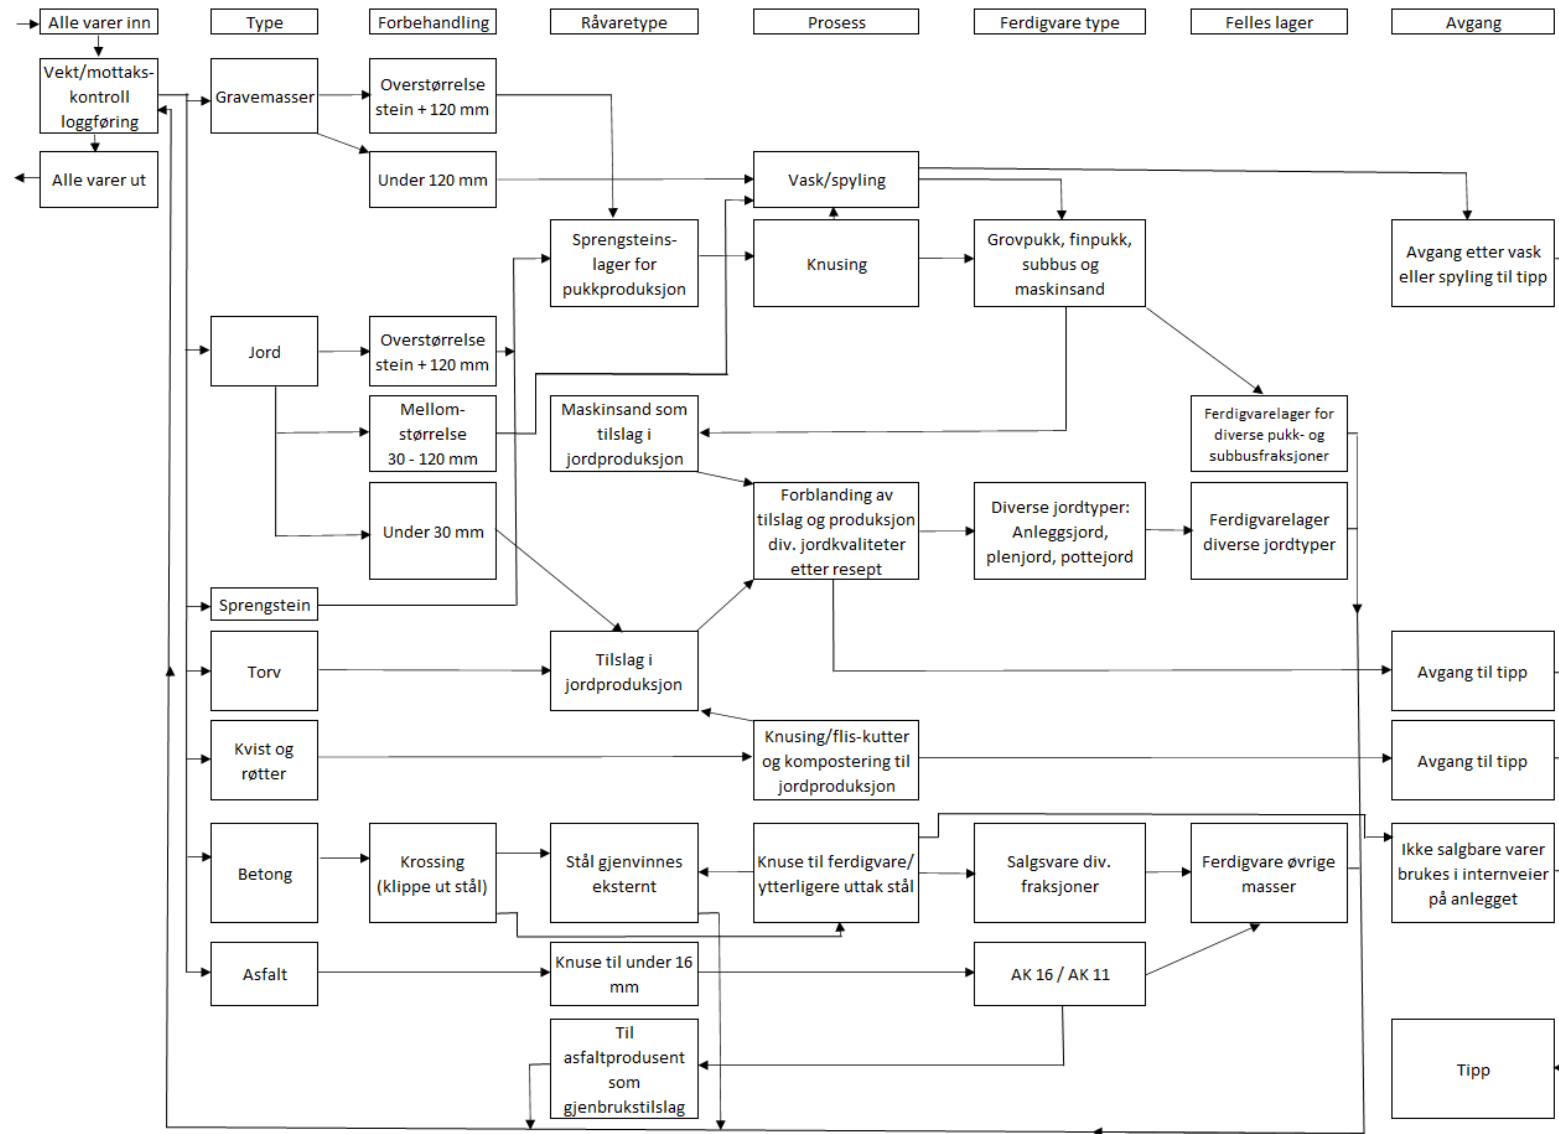 Alle varer inn
Type
Forbehandling
Råvaretype
Prosess
Ferdigvare type
Felles lager
Avgang
Vekt/mottaks-
kontroll
loggføring
Gravemasser
Overstørrelse
stein + 120 mm
Alle varer ut
Under 120 mm
Vask/spyling
Sprengsteins-
lager for
pukkproduksjon
Knusing
Grovpukk, finpukk,
subbus og
maskinsand
Avgang etter vask
eller spyling til tipp
Jord
Overstørrelse
stein + 120 mm
Mellom-
størrelse
30 - 120 mm
Maskinsand som
tilslag i
jordproduksjon
Ferdigvarelager for
diverse pukk- og
subbusfraksjoner
Under 30 mm
Forblanding av
tilslag og produksjon
div. jordkvaliteter
etter resept
Diverse jordtyper:
Anleggsjord,
plenjord, pottejord
Ferdigvarelager
diverse jordtyper
Sprengstein
Torv
Tilslag i
jordproduksjon
Avgang til tipp
Kvist og
røtter
Knusing/flis-kutter
og kompostering til
jordproduksjon
Avgang til tipp
Betong
Krossing
(klippe ut stål)
Stål gjenvinnes
eksternt
Knuse til ferdigvare/
ytterligere uttak stål
Salgsvare div.
fraksjoner
Ferdigvare øvrige
masser
Ikke salgbare varer
brukes i internveier
på anlegget
Asfalt
Knuse til under 16
mm
AK 16 / AK 11
Til
asfaltprodusent
som
gjenbrukstilslag
Tipp